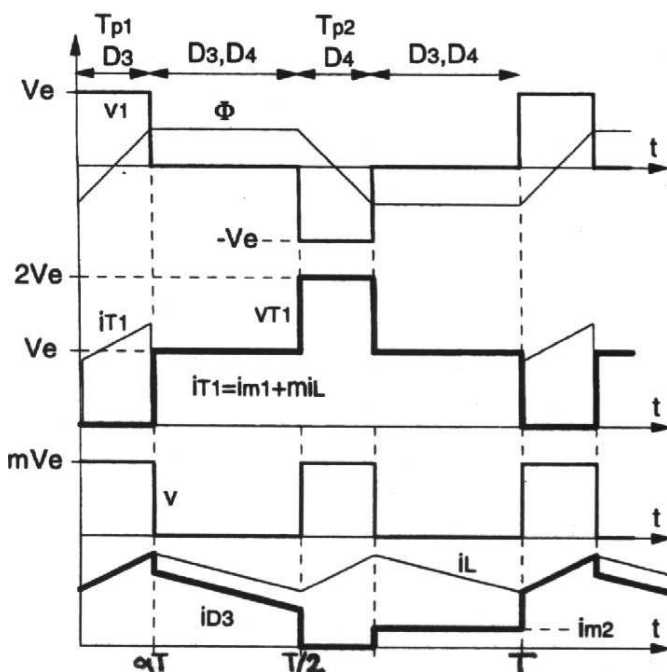 Tp1 Tp2
D3 D3,D4 D4 D3,D4
Ve
v1 Φ
t
-Ve
2Ve
vT1
iT1
Ve
iT1=im1+miL
t
mVe
v
t
iL
iD3
im2
t
αT T/2 T